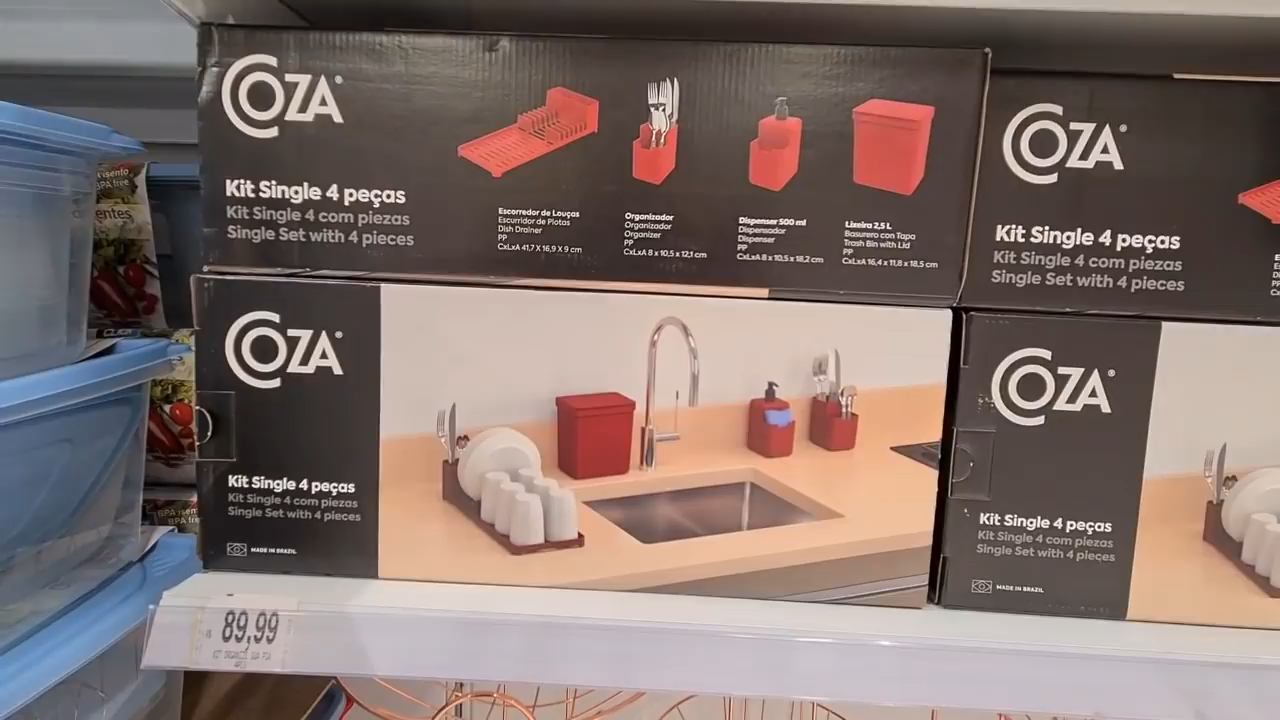 COZA®
Kit Single 4 peças
Kit Single 4 com piezas
Single Set with 4 pieces
Escorredor de Louças
Escurridor de Platos
Dish Drainer
PP
CxLxA 41,7 X 16,9 X 9 cm
Organizador
Organizador
Organizer
PP
CxLxA 8 x 10,5 x 12,1 cm
Dispenser 500 ml
Dispensador
Dispenser
PP
CxLxA 8 x 10,5 x 18,2 cm
Lixeira 2,5 L
Basurero con Tapa
Trash Bin with Lid
PP
CxLxA 16,4 x 11,8 x 18,5 cm
COZA®
Kit Single 4 peças
Kit Single 4 com piezas
Single Set with 4 pieces
COZA®
Kit Single 4 peças
Kit Single 4 com piezas
Single Set with 4 pieces
MADE IN BRAZIL
COZA®
Kit Single 4 peças
Kit Single 4 com piezas
Single Set with 4 pieces
MADE IN BRAZIL
isento
BPA free
entes
BPA
89,99